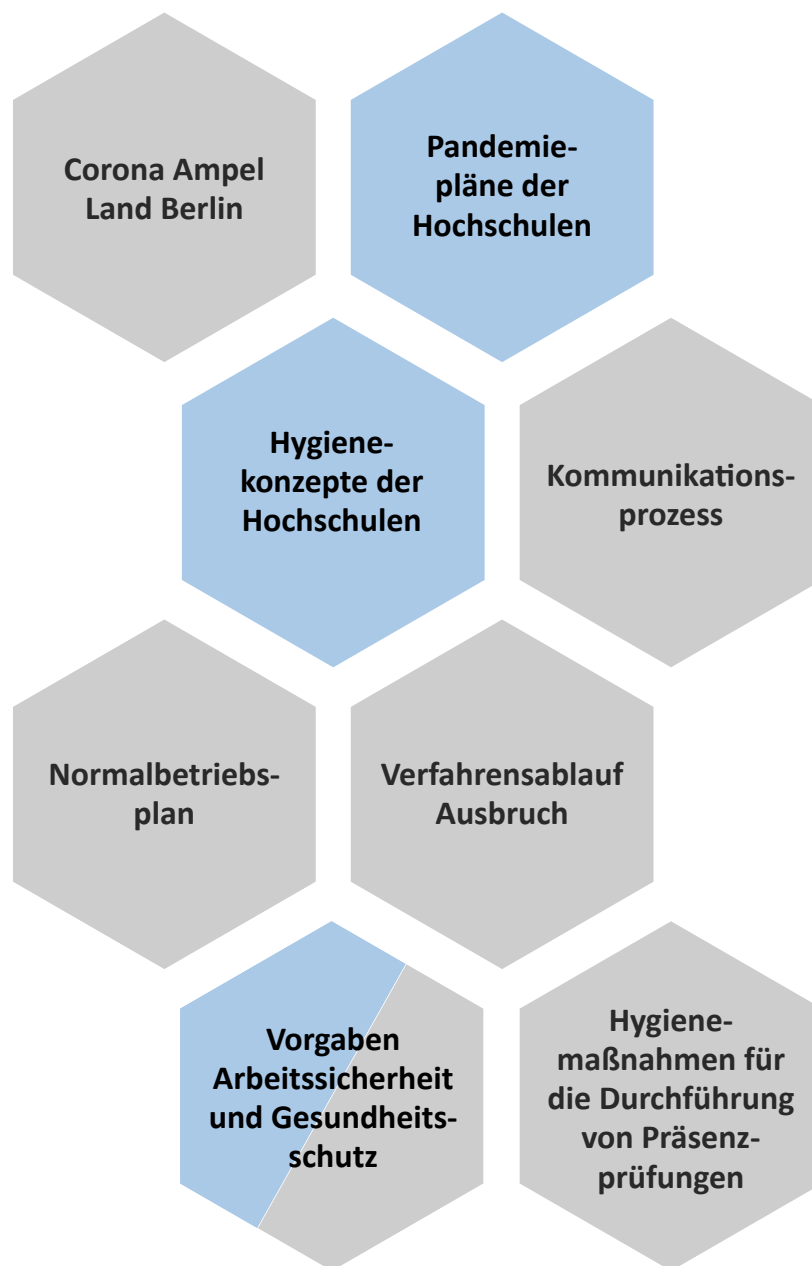 Corona Ampel
Land Berlin
Pandemie-
pläne der
Hochschulen
Hygiene-
konzepte der
Hochschulen
Kommunikations-
prozess
Normalbetriebs-
plan
Verfahrensablauf
Ausbruch
Vorgaben
Arbeitssicherheit
und Gesundheits-
schutz
Hygiene-
maßnahmen für
die Durchführung
von Präsenz-
prüfungen